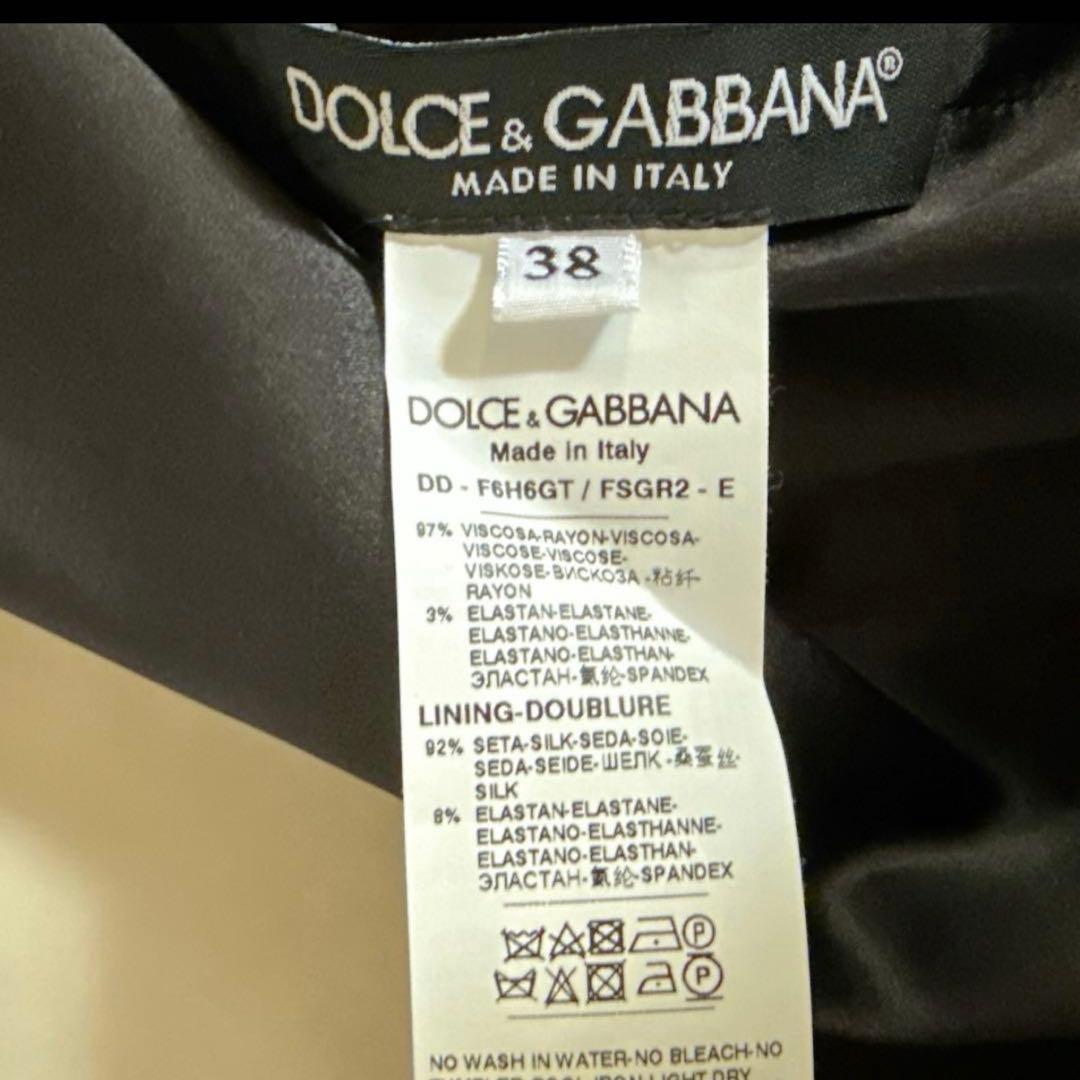 DOLCE & GABBANA®
MADE IN ITALY
38
DOLCE & GABBANA
Made in Italy
DD - F6H6GT / FSGR2 - E
97% VISCOSA-RAYON-VISCOSA-
VISCOSE-VISCOSE-
VISKOSE-ВИСКОЗА-粘纤-
RAYON
3% ELASTAN-ELASTANE-
ELASTANO-ELASTHANNE-
ELASTANO-ELASTHAN-
ЭЛАСТАН-氨纶-SPANDEX
LINING-DOUBLURE
92% SETA-SILK-SEDA-SOIE-
SEDA-SEIDE-ШЕЛК-桑蚕丝-
SILK
8% ELASTAN-ELASTANE-
ELASTANO-ELASTHANNE-
ELASTANO-ELASTHAN-
ЭЛАСТАН-氨纶-SPANDEX
P
P
NO WASH IN WATER-NO BLEACH-NO